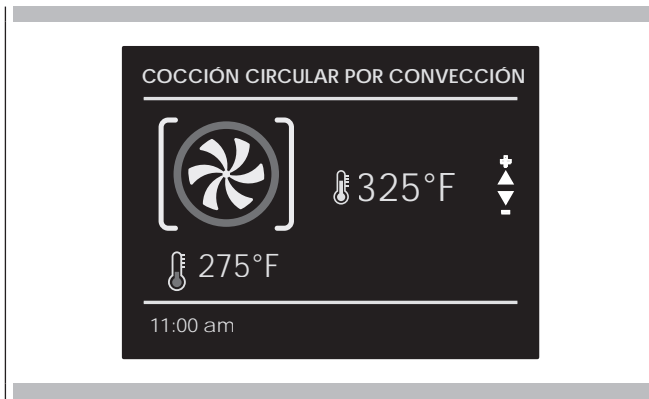 COCCIÓN CIRCULAR POR CONVECCIÓN
325°F
+
-
275°F
11:00 am